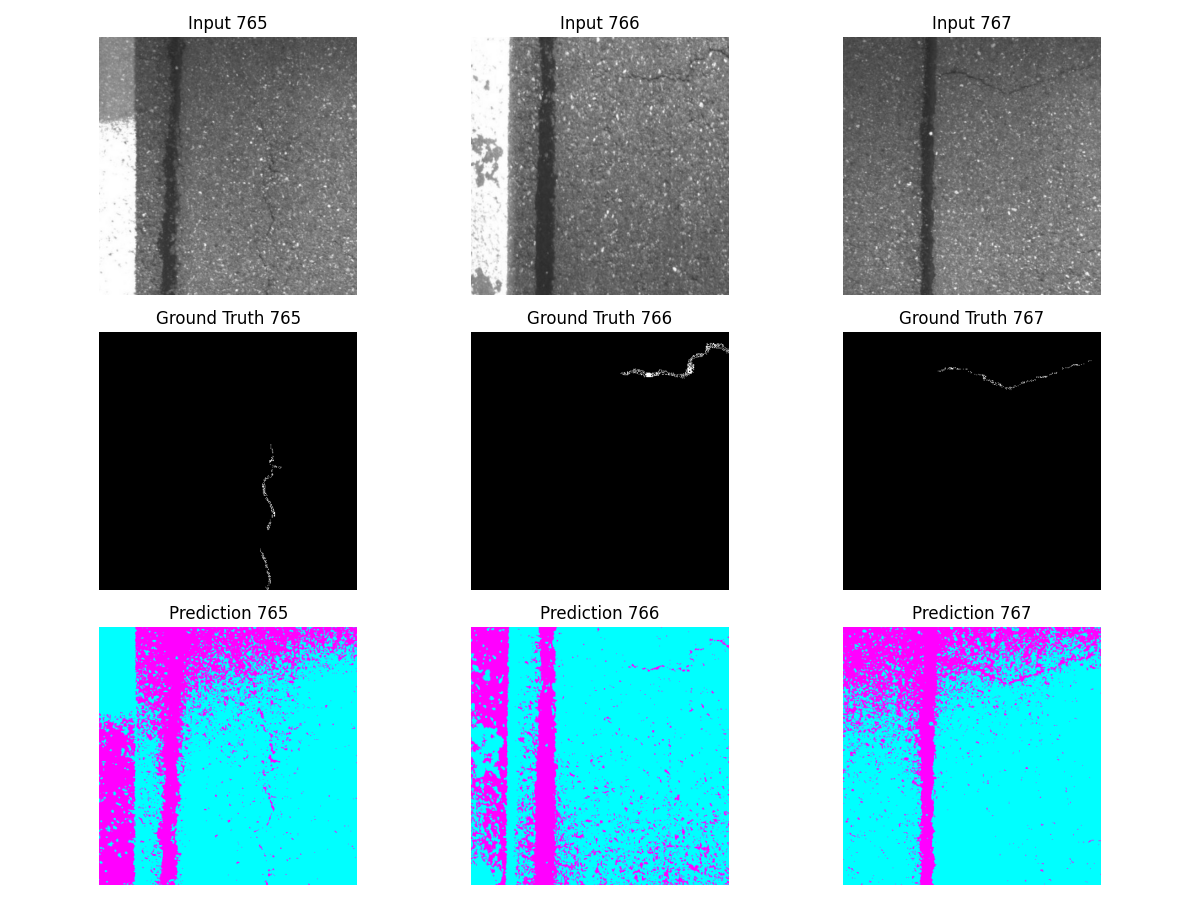 Input 765
Input 766
Input 767
Ground Truth 765
Ground Truth 766
Ground Truth 767
Prediction 765
Prediction 766
Prediction 767